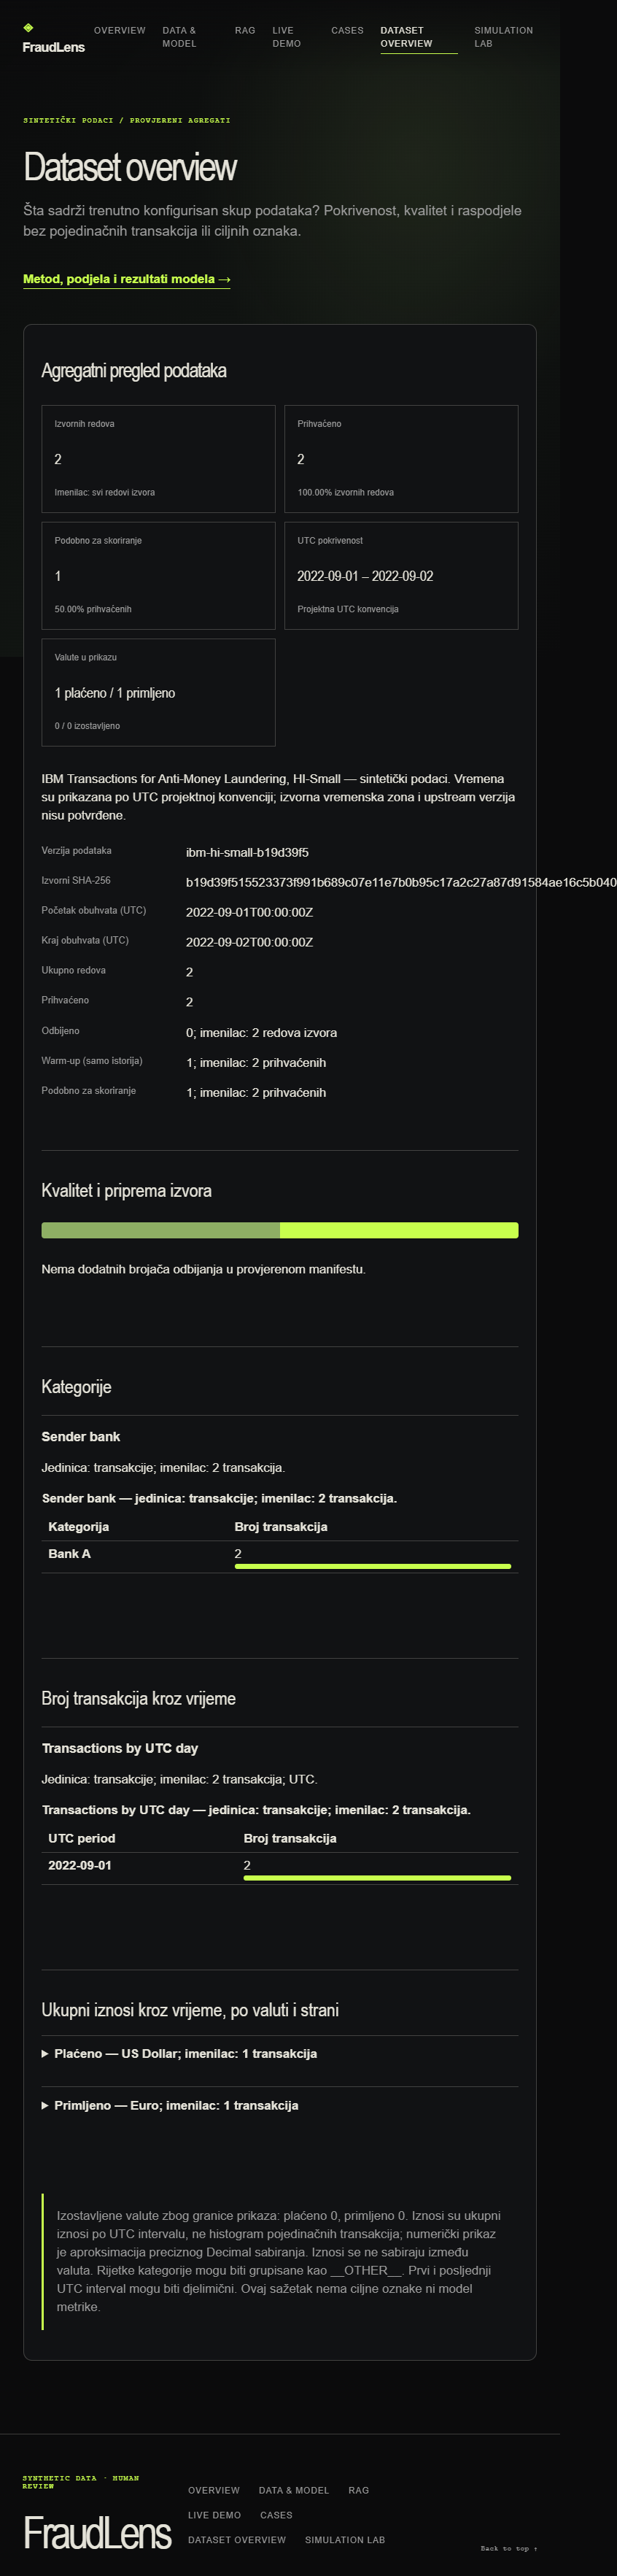 FraudLens
OVERVIEW
DATA & MODEL
RAG
LIVE DEMO
CASES
DATASET OVERVIEW
SIMULATION LAB
SINTETIČKI PODACI / PROVJERENI AGREGATI
Dataset overview
Šta sadrži trenutno konfigurisan skup podataka? Pokrivenost, kvalitet i raspodjele
bez pojedinačnih transakcija ili ciljnih oznaka.
Metod, podjela i rezultati modela →
Agregatni pregled podataka
Izvornih redova
2
Imenilac: svi redovi izvora
Prihvaćeno
2
100.00% izvornih redova
Podobno za skoriranje
1
50.00% prihvaćenih
UTC pokrivenost
2022-09-01 – 2022-09-02
Projektna UTC konvencija
Valute u prikazu
1 plaćeno / 1 primljeno
0 / 0 izostavljeno
IBM Transactions for Anti-Money Laundering, HI-Small — sintetički podaci. Vremena
su prikazana po UTC projektnoj konvenciji; izvorna vremenska zona i upstream verzija
nisu potvrđene.
Verzija podataka ibm-hi-small-b19d39f5
Izvorni SHA-256 b19d39f515523373f991b689c07e11e7b0b95c17a2c27a87d91584ae16c5b040
Početak obuhvata (UTC) 2022-09-01T00:00:00Z
Kraj obuhvata (UTC) 2022-09-02T00:00:00Z
Ukupno redova 2
Prihvaćeno 2
Odbijeno 0; imenilac: 2 redova izvora
Warm-up (samo istorija) 1; imenilac: 2 prihvaćenih
Podobno za skoriranje 1; imenilac: 2 prihvaćenih
Kvalitet i priprema izvora
Nema dodatnih brojača odbijanja u provjerenom manifestu.
Kategorije
Sender bank
Jedinica: transakcije; imenilac: 2 transakcija.
Sender bank — jedinica: transakcije; imenilac: 2 transakcija.
Kategorija Broj transakcija
Bank A 2
Broj transakcija kroz vrijeme
Transactions by UTC day
Jedinica: transakcije; imenilac: 2 transakcija; UTC.
Transactions by UTC day — jedinica: transakcije; imenilac: 2 transakcija.
UTC period Broj transakcija
2022-09-01 2
Ukupni iznosi kroz vrijeme, po valuti i strani
▶ Plaćeno — US Dollar; imenilac: 1 transakcija
▶ Primljeno — Euro; imenilac: 1 transakcija
Izostavljene valute zbog granice prikaza: plaćeno 0, primljeno 0. Iznosi su ukupni
iznosi po UTC intervalu, ne histogram pojedinačnih transakcija; numerički prikaz
je aproksimacija preciznog Decimal sabiranja. Iznosi se ne sabiraju između
valuta. Rijetke kategorije mogu biti grupisane kao __OTHER__. Prvi i posljednji
UTC interval mogu biti djelimični. Ovaj sažetak nema ciljne oznake ni model
metrike.
SYNTHETIC DATA · HUMAN
REVIEW
FraudLens
OVERVIEW DATA & MODEL RAG
LIVE DEMO CASES
DATASET OVERVIEW SIMULATION LAB
Back to top ↑